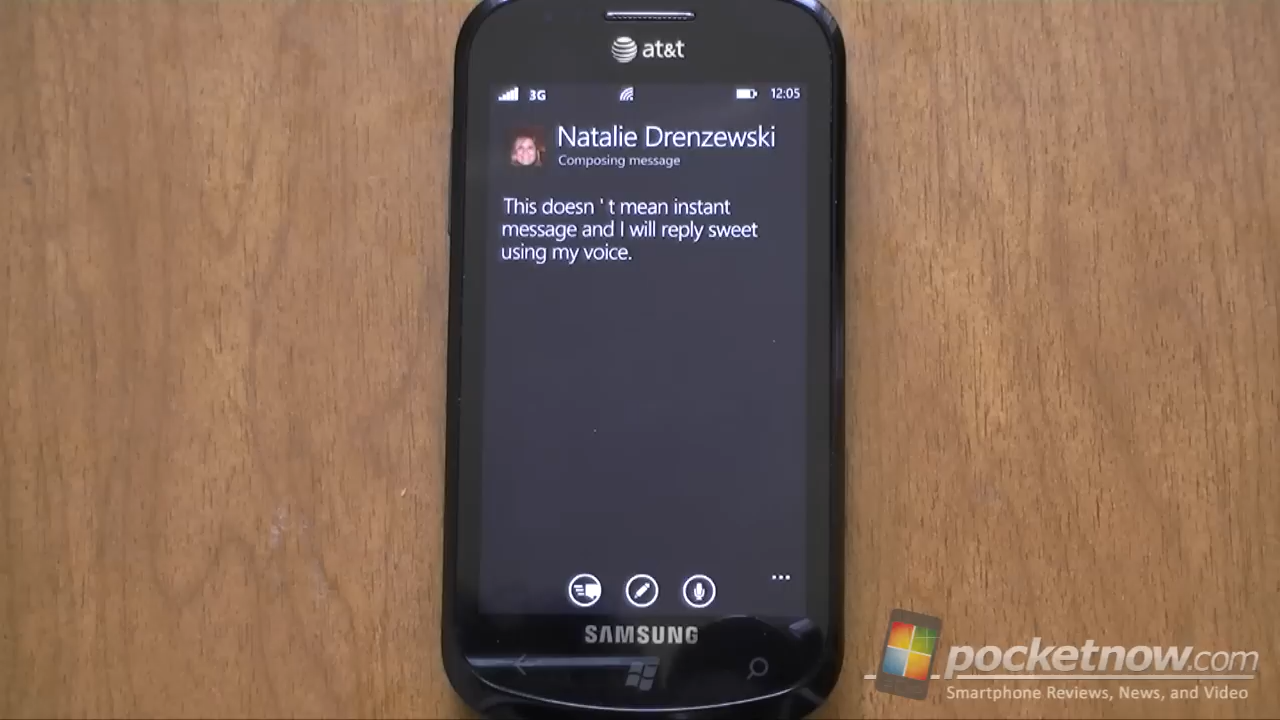 at&t
3G
12:05
Natalie Drenzewski
Composing message
This doesn ' t mean instant
message and I will reply sweet
using my voice.
SAMSUNG
pocketnow.com
Smartphone Reviews, News, and Video